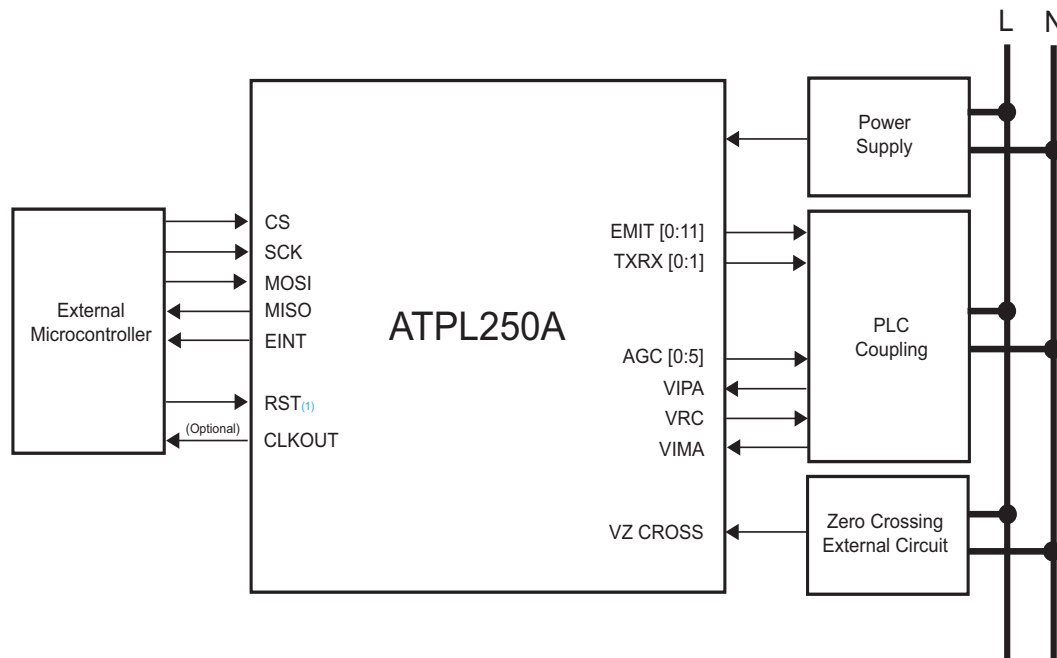 L N
Power
Supply
CS
SCK
MOSI
MISO
EINT
RST(1)
(Optional)
CLKOUT
External
Microcontroller
ATPL250A
EMIT [0:11]
TXRX [0:1]
AGC [0:5]
VIPA
VRC
VIMA
VZ CROSS
PLC
Coupling
Zero Crossing
External Circuit